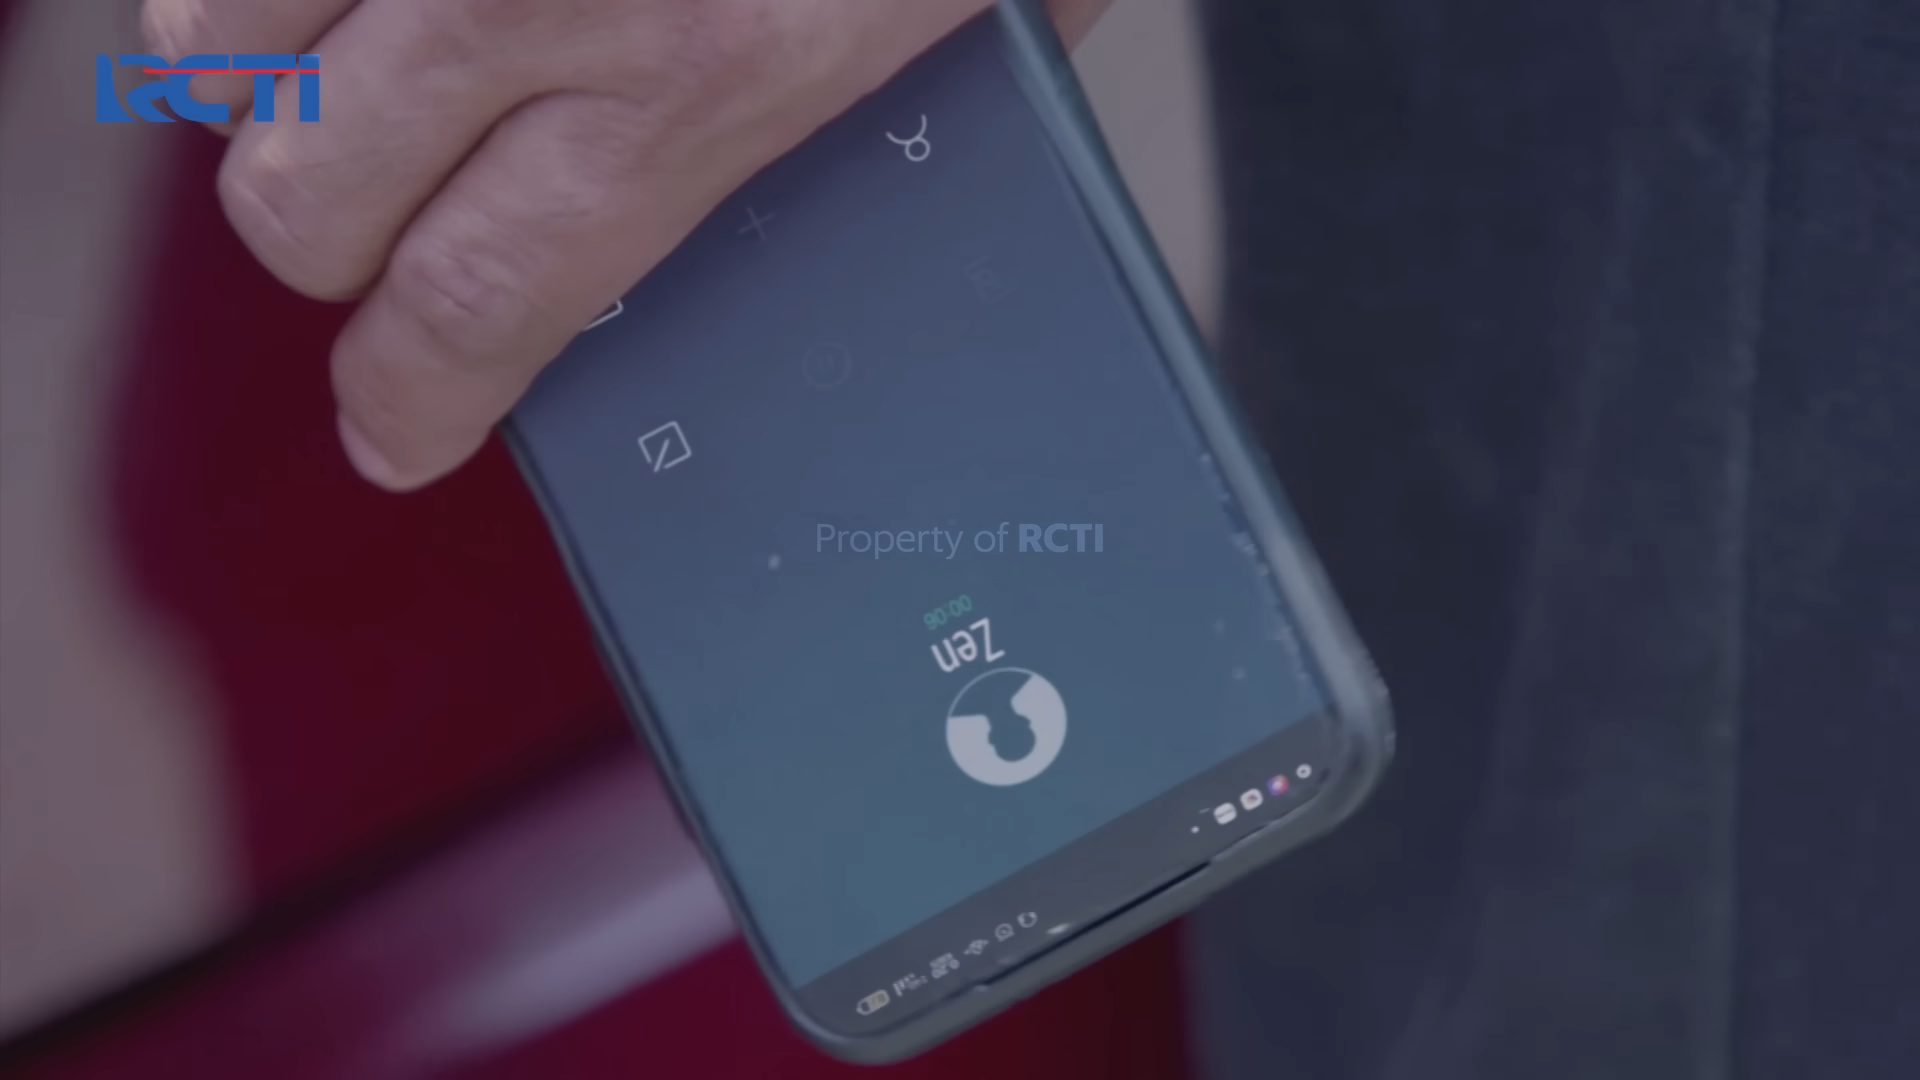 RCTI
Property of RCTI
Zen
00:06